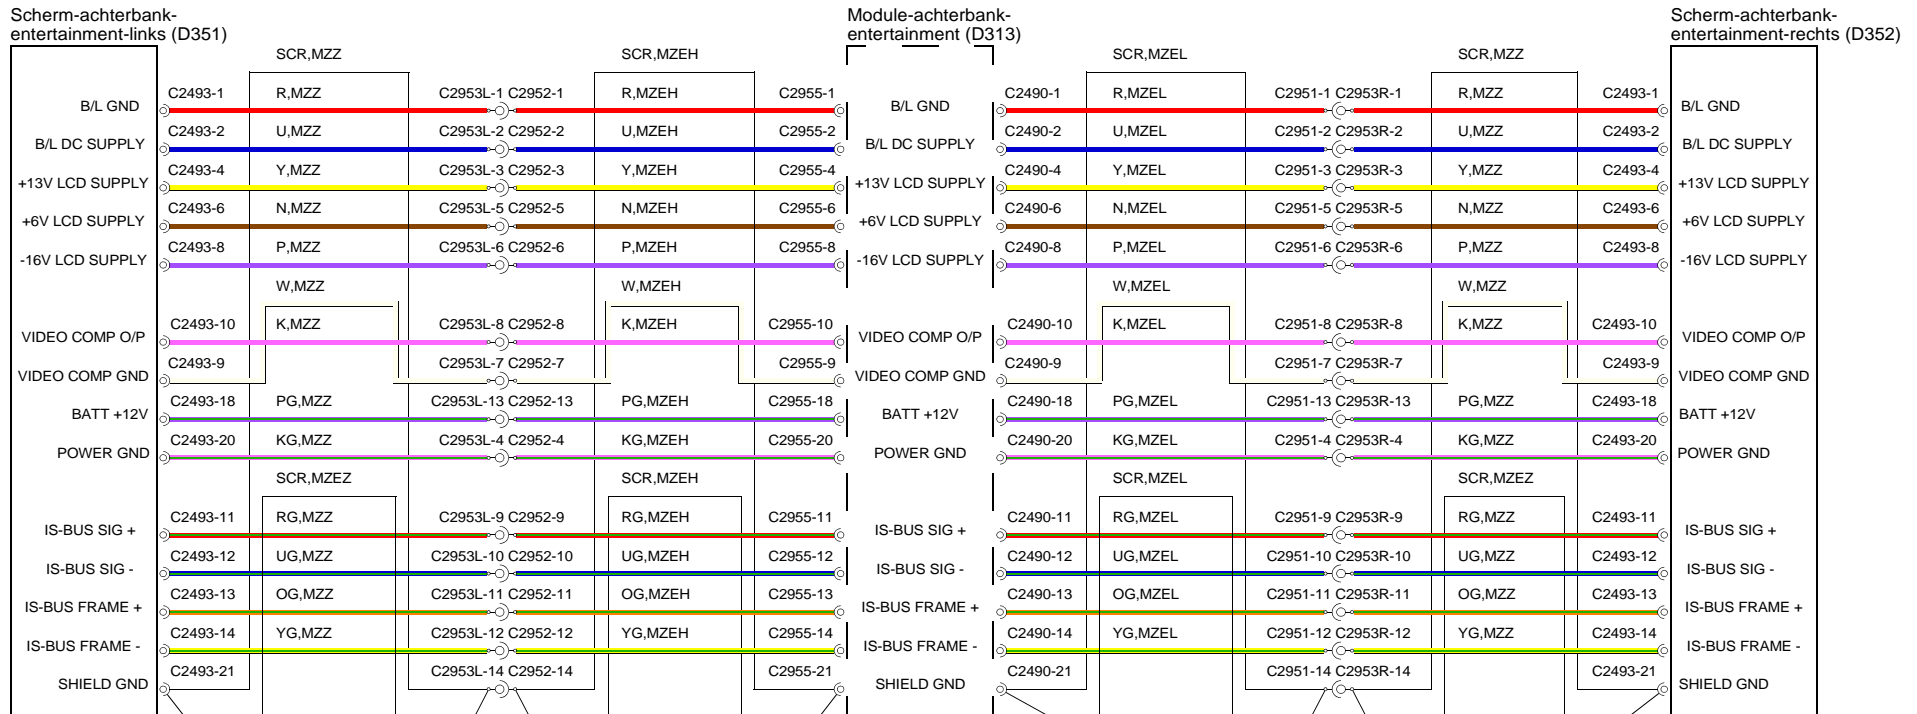 Scherm-achterbank-
entertainment-links (D351)
Module-achterbank-
entertainment (D313)
Scherm-achterbank-
entertainment-rechts (D352)
SCR,MZZ SCR,MZEH SCR,MZEL SCR,MZZ
C2493-1 R,MZZ C2953L-1 C2952-1 R,MZEH C2955-1 C2490-1 R,MZEL C2951-1 C2953R-1 R,MZZ C2493-1
B/L GND B/L GND B/L GND
C2493-2 U,MZZ C2953L-2 C2952-2 U,MZEH C2955-2 C2490-2 U,MZEL C2951-2 C2953R-2 U,MZZ C2493-2
B/L DC SUPPLY B/L DC SUPPLY B/L DC SUPPLY
C2493-4 Y,MZZ C2953L-3 C2952-3 Y,MZEH C2955-4 C2490-4 Y,MZEL C2951-3 C2953R-3 Y,MZZ C2493-4
+13V LCD SUPPLY +13V LCD SUPPLY +13V LCD SUPPLY
C2493-6 N,MZZ C2953L-5 C2952-5 N,MZEH C2955-6 C2490-6 N,MZEL C2951-5 C2953R-5 N,MZZ C2493-6
+6V LCD SUPPLY +6V LCD SUPPLY +6V LCD SUPPLY
C2493-8 P,MZZ C2953L-6 C2952-6 P,MZEH C2955-8 C2490-8 P,MZEL C2951-6 C2953R-6 P,MZZ C2493-8
-16V LCD SUPPLY -16V LCD SUPPLY -16V LCD SUPPLY
W,MZZ W,MZEH W,MZEL W,MZZ
C2493-10 K,MZZ C2953L-8 C2952-8 K,MZEH C2955-10 C2490-10 K,MZEL C2951-8 C2953R-8 K,MZZ C2493-10
VIDEO COMP O/P VIDEO COMP O/P VIDEO COMP O/P
C2493-9 C2953L-7 C2952-7 C2955-9 C2490-9 C2951-7 C2953R-7 C2493-9
VIDEO COMP GND VIDEO COMP GND VIDEO COMP GND
C2493-18 PG,MZZ C2953L-13 C2952-13 PG,MZEH C2955-18 C2490-18 PG,MZEL C2951-13 C2953R-13 PG,MZZ C2493-18
BATT +12V BATT +12V BATT +12V
C2493-20 KG,MZZ C2953L-4 C2952-4 KG,MZEH C2955-20 C2490-20 KG,MZEL C2951-4 C2953R-4 KG,MZZ C2493-20
POWER GND POWER GND POWER GND
SCR,MZEZ SCR,MZEH SCR,MZEL SCR,MZEZ
C2493-11 RG,MZZ C2953L-9 C2952-9 RG,MZEH C2955-11 C2490-11 RG,MZEL C2951-9 C2953R-9 RG,MZZ C2493-11
IS-BUS SIG + IS-BUS SIG + IS-BUS SIG +
C2493-12 UG,MZZ C2953L-10 C2952-10 UG,MZEH C2955-12 C2490-12 UG,MZEL C2951-10 C2953R-10 UG,MZZ C2493-12
IS-BUS SIG - IS-BUS SIG - IS-BUS SIG -
C2493-13 OG,MZZ C2953L-11 C2952-11 OG,MZEH C2955-13 C2490-13 OG,MZEL C2951-11 C2953R-11 OG,MZZ C2493-13
IS-BUS FRAME + IS-BUS FRAME + IS-BUS FRAME +
C2493-14 YG,MZZ C2953L-12 C2952-12 YG,MZEH C2955-14 C2490-14 YG,MZEL C2951-12 C2953R-12 YG,MZZ C2493-14
IS-BUS FRAME - IS-BUS FRAME - IS-BUS FRAME -
C2493-21 C2953L-14 C2952-14 C2955-21 C2490-21 C2951-14 C2953R-14 C2493-21
SHIELD GND SHIELD GND SHIELD GND